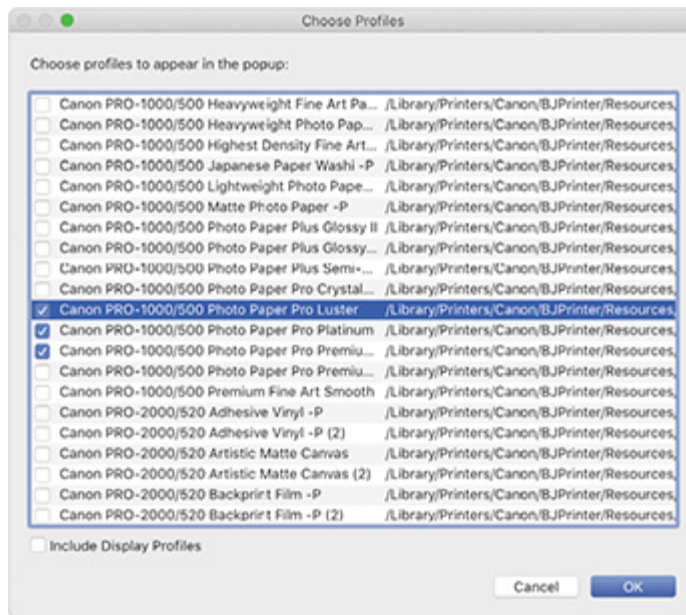 Choose Profiles
Choose profiles to appear in the popup:
Canon PRO-1000/500 Heavyweight Fine Art Pa... /Library/Printers/Canon/BJPrinter/Resources,
Canon PRO-1000/500 Heavyweight Photo Pap... /Library/Printers/Canon/BJPrinter/Resources,
Canon PRO-1000/500 Highest Density Fine Art... /Library/Printers/Canon/BJPrinter/Resources,
Canon PRO-1000/500 Japanese Paper Washi -P /Library/Printers/Canon/BJPrinter/Resources,
Canon PRO-1000/500 Lightweight Photo Pape... /Library/Printers/Canon/BJPrinter/Resources,
Canon PRO-1000/500 Matte Photo Paper -P /Library/Printers/Canon/BJPrinter/Resources,
Canon PRO-1000/500 Photo Paper Plus Glossy II /Library/Printers/Canon/BJPrinter/Resources,
Canon PRO-1000/500 Photo Paper Plus Glossy... /Library/Printers/Canon/BJPrinter/Resources,
Canon PRO-1000/500 Photo Paper Plus Semi-... /Library/Printers/Canon/BJPrinter/Resources,
Canon PRO-1000/500 Photo Paper Pro Crystal... /Library/Printers/Canon/BJPrinter/Resources,
Canon PRO-1000/500 Photo Paper Pro Luster /Library/Printers/Canon/BJPrinter/Resources,
Canon PRO-1000/500 Photo Paper Pro Platinum /Library/Printers/Canon/BJPrinter/Resources,
Canon PRO-1000/500 Photo Paper Pro Premiu... /Library/Printers/Canon/BJPrinter/Resources,
Canon PRO-1000/500 Photo Paper Pro Premiu... /Library/Printers/Canon/BJPrinter/Resources,
Canon PRO-1000/500 Premium Fine Art Smooth /Library/Printers/Canon/BJPrinter/Resources,
Canon PRO-2000/520 Adhesive Vinyl -P /Library/Printers/Canon/BJPrinter/Resources,
Canon PRO-2000/520 Adhesive Vinyl -P (2) /Library/Printers/Canon/BJPrinter/Resources,
Canon PRO-2000/520 Artistic Matte Canvas /Library/Printers/Canon/BJPrinter/Resources,
Canon PRO-2000/520 Artistic Matte Canvas (2) /Library/Printers/Canon/BJPrinter/Resources,
Canon PRO-2000/520 Backprint Film -P /Library/Printers/Canon/BJPrinter/Resources,
Canon PRO-2000/520 Backprint Film -P (2) /Library/Printers/Canon/BJPrinter/Resources,
Include Display Profiles
Cancel OK